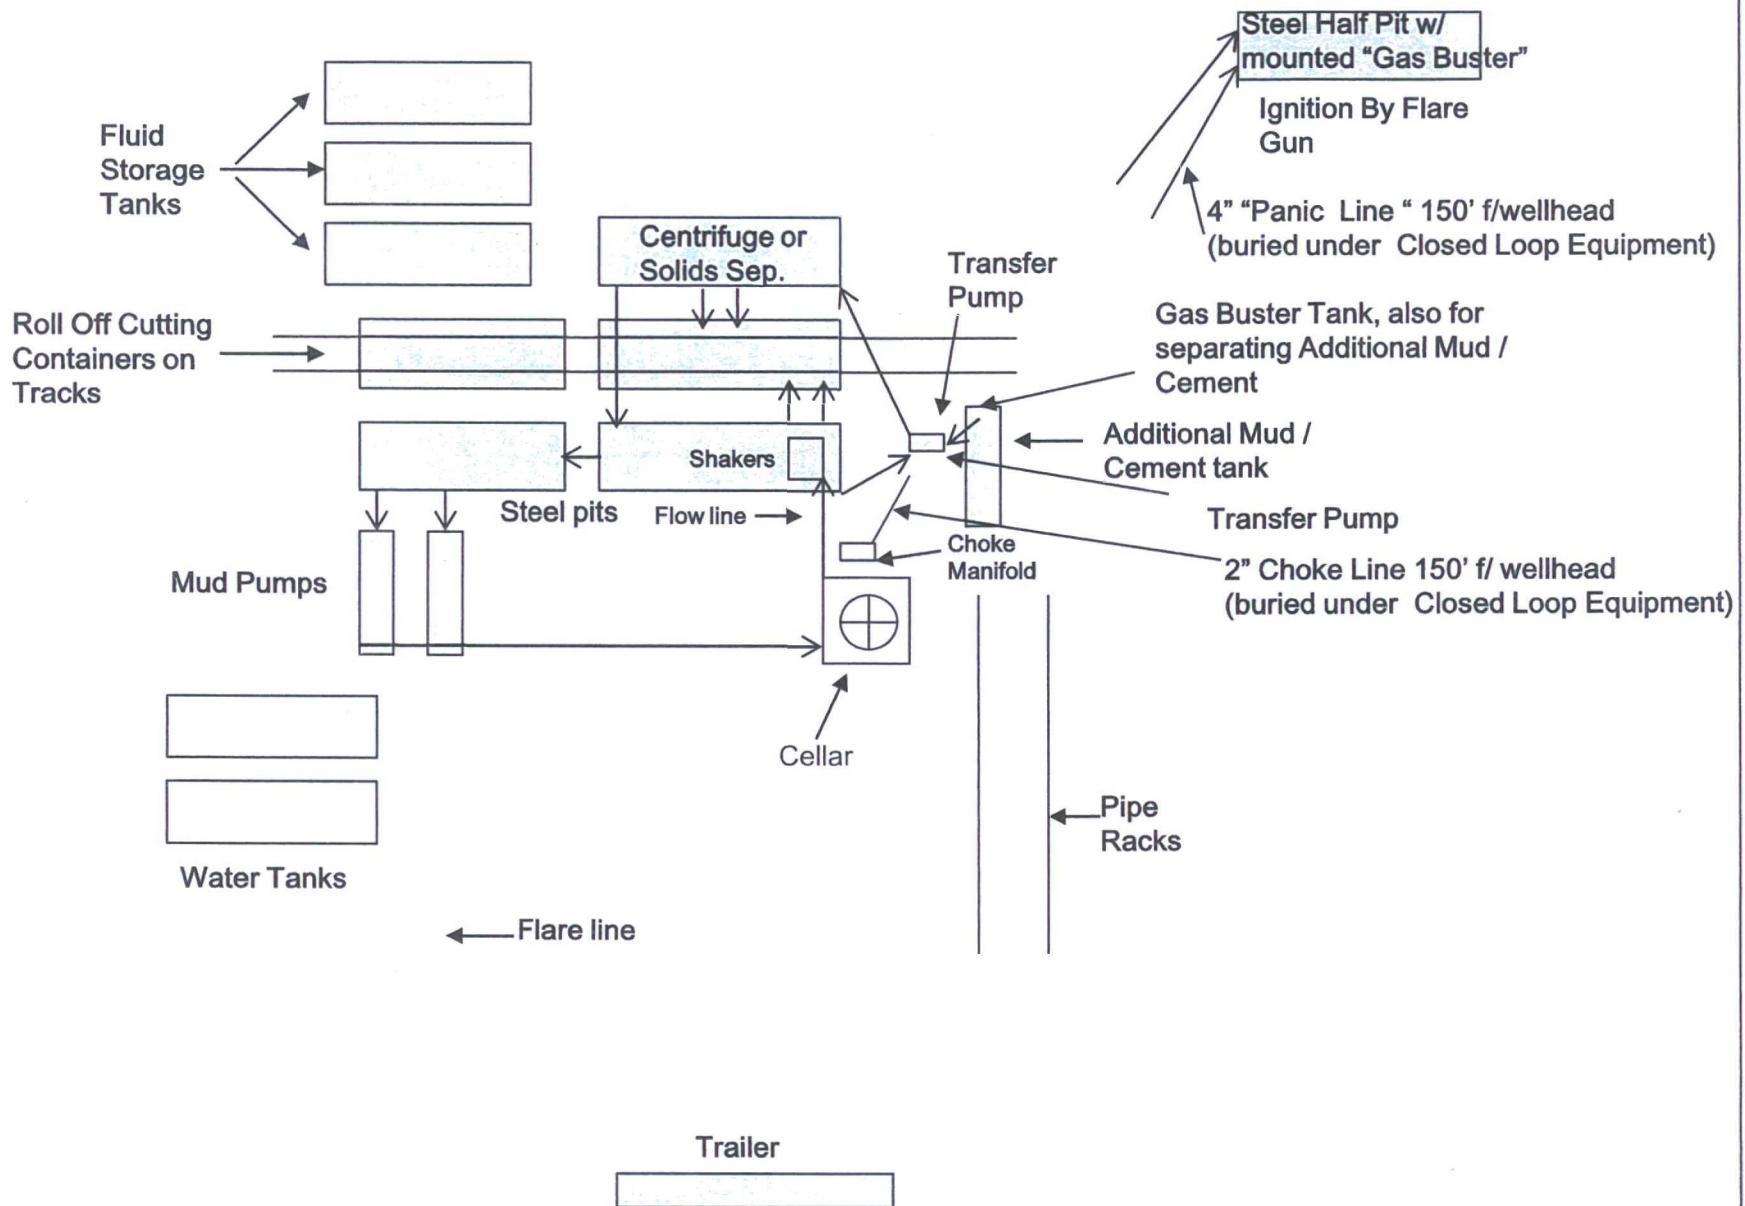 Steel Half Pit w/
mounted “Gas Buster”
Ignition By Flare
Gun
Fluid
Storage
Tanks
4” “Panic Line “ 150’ f/wellhead
(buried under Closed Loop Equipment)
Centrifuge or
Solids Sep.
Transfer
Pump
Roll Off Cutting
Containers on
Tracks
Gas Buster Tank, also for
separating Additional Mud /
Cement
Additional Mud /
Cement tank
Shakers
Steel pits
Flow line
Transfer Pump
Choke
Manifold
2” Choke Line 150’ f/ wellhead
(buried under Closed Loop Equipment)
Mud Pumps
Cellar
Pipe
Racks
Water Tanks
Flare line
Trailer